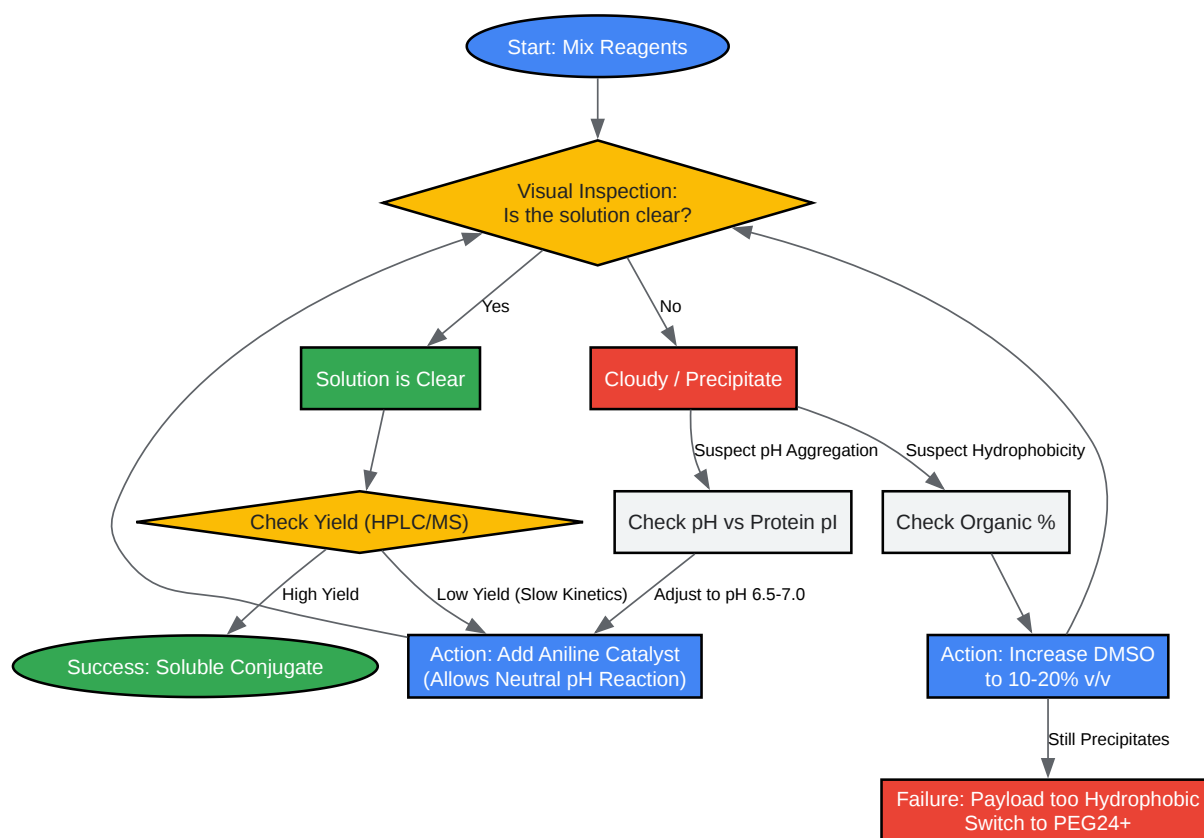 Start: Mix Reagents
Visual Inspection:
Is the solution clear?
Yes
No
Solution is Clear
Cloudy / Precipitate
Suspect pH Aggregation
Suspect Hydrophobicity
Check Yield (HPLC/MS)
Check pH vs Protein pI
Check Organic %
High Yield
Low Yield (Slow Kinetics)
Adjust to pH 6.5-7.0
Success: Soluble Conjugate
Action: Add Aniline Catalyst
(Allows Neutral pH Reaction)
Action: Increase DMSO
to 10-20% v/v
Still Precipitates
Failure: Payload too Hydrophobic
Switch to PEG24+